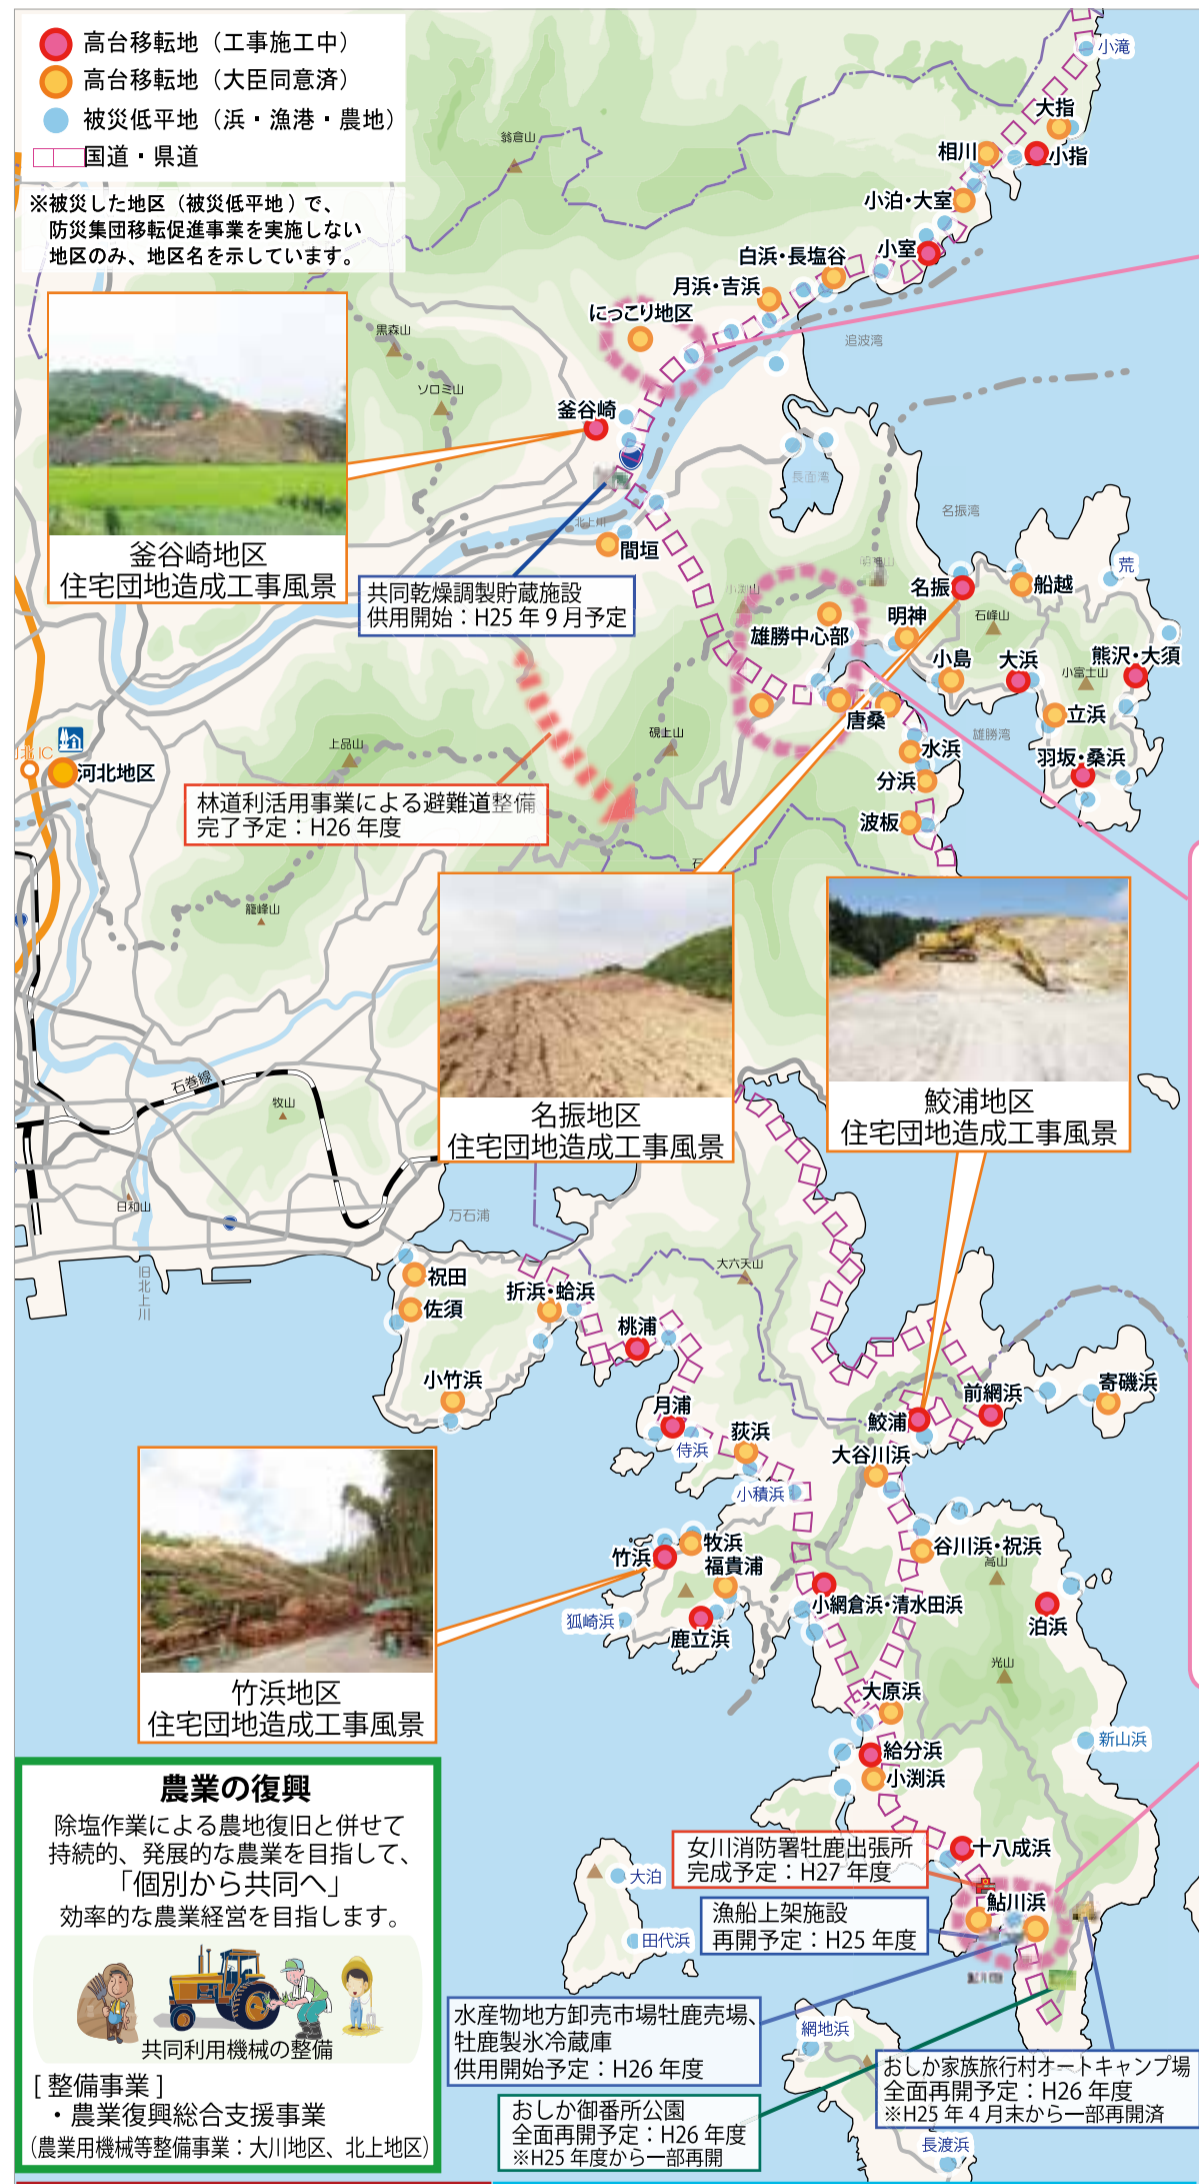 高台移転地（工事施工中）
高台移転地（大臣同意済）
被災低平地（浜・漁港・農地）
国道・県道
※被災した地区（被災低平地）で、
防災集団移転促進事業を実施しない
地区のみ、地区名を示しています。
小滝
大指
小指
相川
翁倉山
小泊・大室
小室
白浜・長塩谷
月浜・吉浜
にっこり地区
黒森山
追波湾
ソロミ山
釜谷崎
長面湾
名振湾
北上川
間垣
釜谷崎地区
住宅団地造成工事風景
共同乾燥調製貯蔵施設
供用開始：H25 年 9 月予定
小渕山
名振
船越
荒
雄勝中心部
明神
石峰山
小島
大浜
熊沢・大須
小富士山
唐桑
立浜
雄勝湾
水浜
羽坂・桑浜
分浜
波板
硯上山
上品山
河北地区
林道利活用事業による避難道整備
完了予定：H26 年度
籠峰山
名振地区
住宅団地造成工事風景
鮫浦地区
住宅団地造成工事風景
石巻線
牧山
日和山
万石浦
旧北上川
大六天山
祝田
佐須
折浜・蛤浜
桃浦
小竹浜
月浦
侍浜
荻浜
小積浜
鮫浦
前網浜
寄磯浜
大谷川浜
谷川浜・祝浜
高山
竹浜
牧浜
福貴浦
小網倉浜・清水田浜
泊浜
狐崎浜
鹿立浜
光山
竹浜地区
住宅団地造成工事風景
大原浜
給分浜
小渕浜
新山浜
農業の復興
除塩作業による農地復旧と併せて
持続的、発展的な農業を目指して、
「個別から共同へ」
効率的な農業経営を目指します。
共同利用機械の整備
[ 整備事業 ]
・農業復興総合支援事業
（農業用機械等整備事業：大川地区、北上地区）
女川消防署牡鹿出張所
完成予定：H27 年度
十八成浜
鮎川浜
大泊
田代浜
漁船上架施設
再開予定：H25 年度
水産物地方卸売市場牡鹿売場、
牡鹿製氷冷蔵庫
供用開始予定：H26 年度
網地浜
おしか家族旅行村オートキャンプ場
全面再開予定：H26 年度
※H25 年 4 月末から一部再開済
おしか御番所公園
全面再開予定：H26 年度
※H25 年度から一部再開
長渡浜